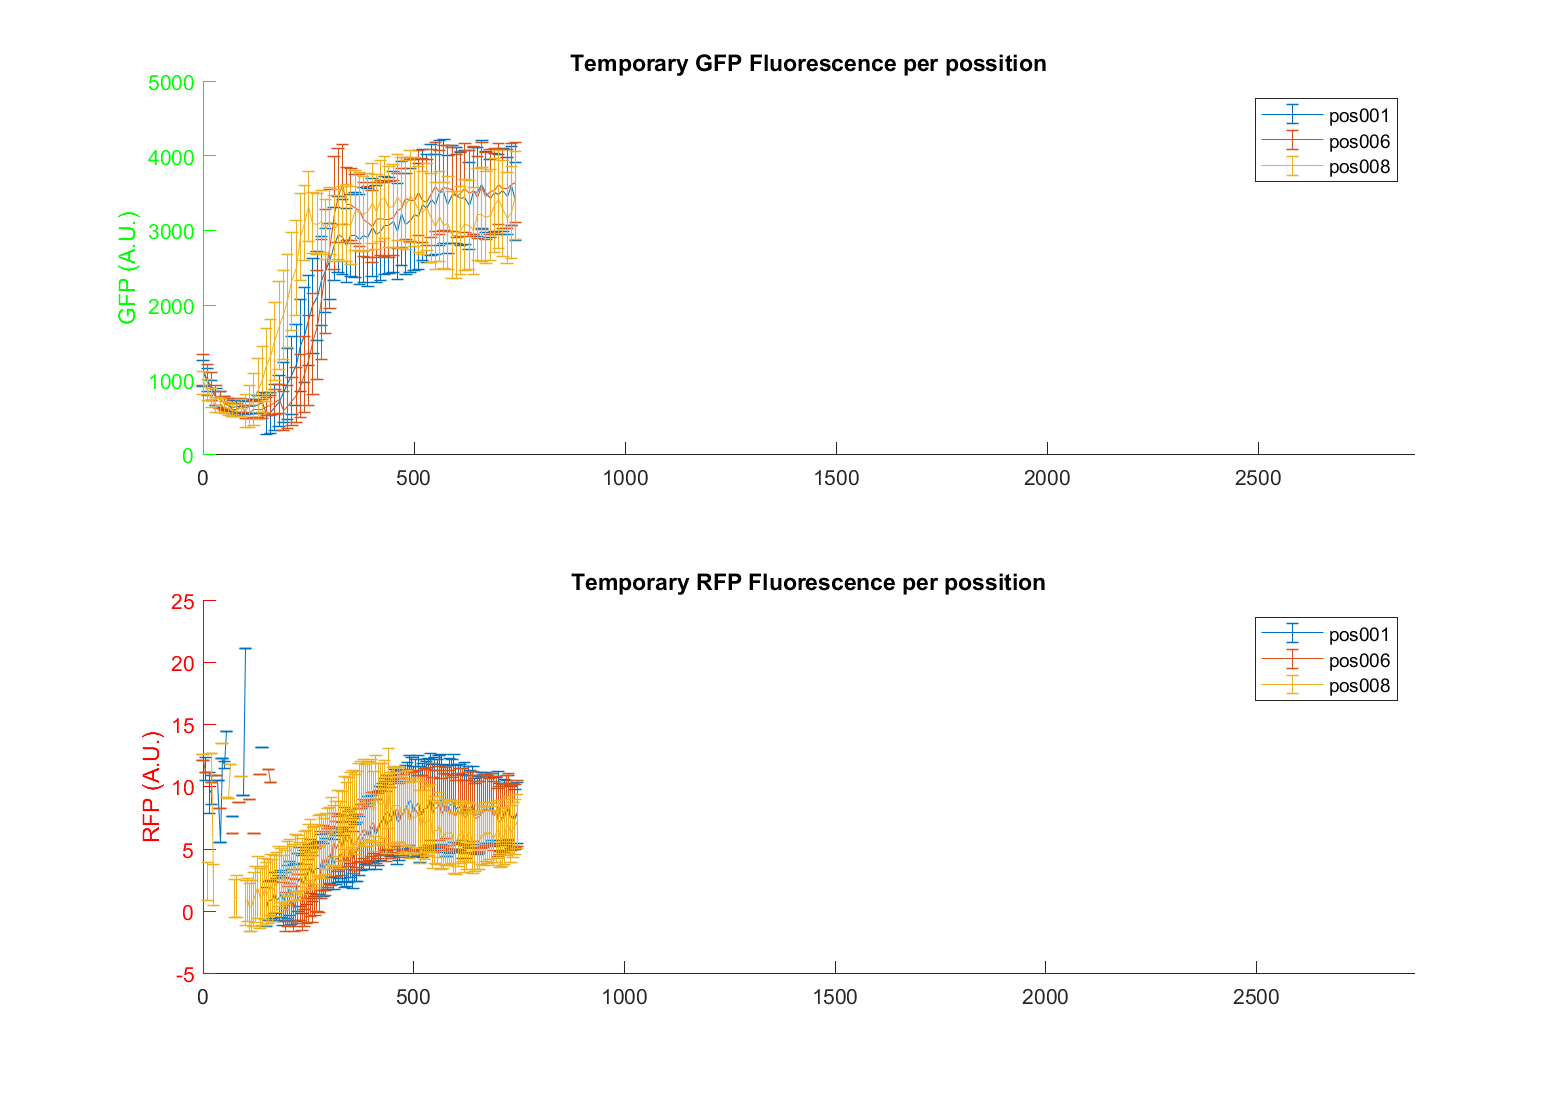 Temporary GFP Fluorescence per possition
5000
4000
3000
2000
1000
0
GFP (A.U.)
0 500 1000 1500 2000 2500
pos001
pos006
pos008
Temporary RFP Fluorescence per possition
25
20
15
10
5
0
-5
RFP (A.U.)
0 500 1000 1500 2000 2500
pos001
pos006
pos008